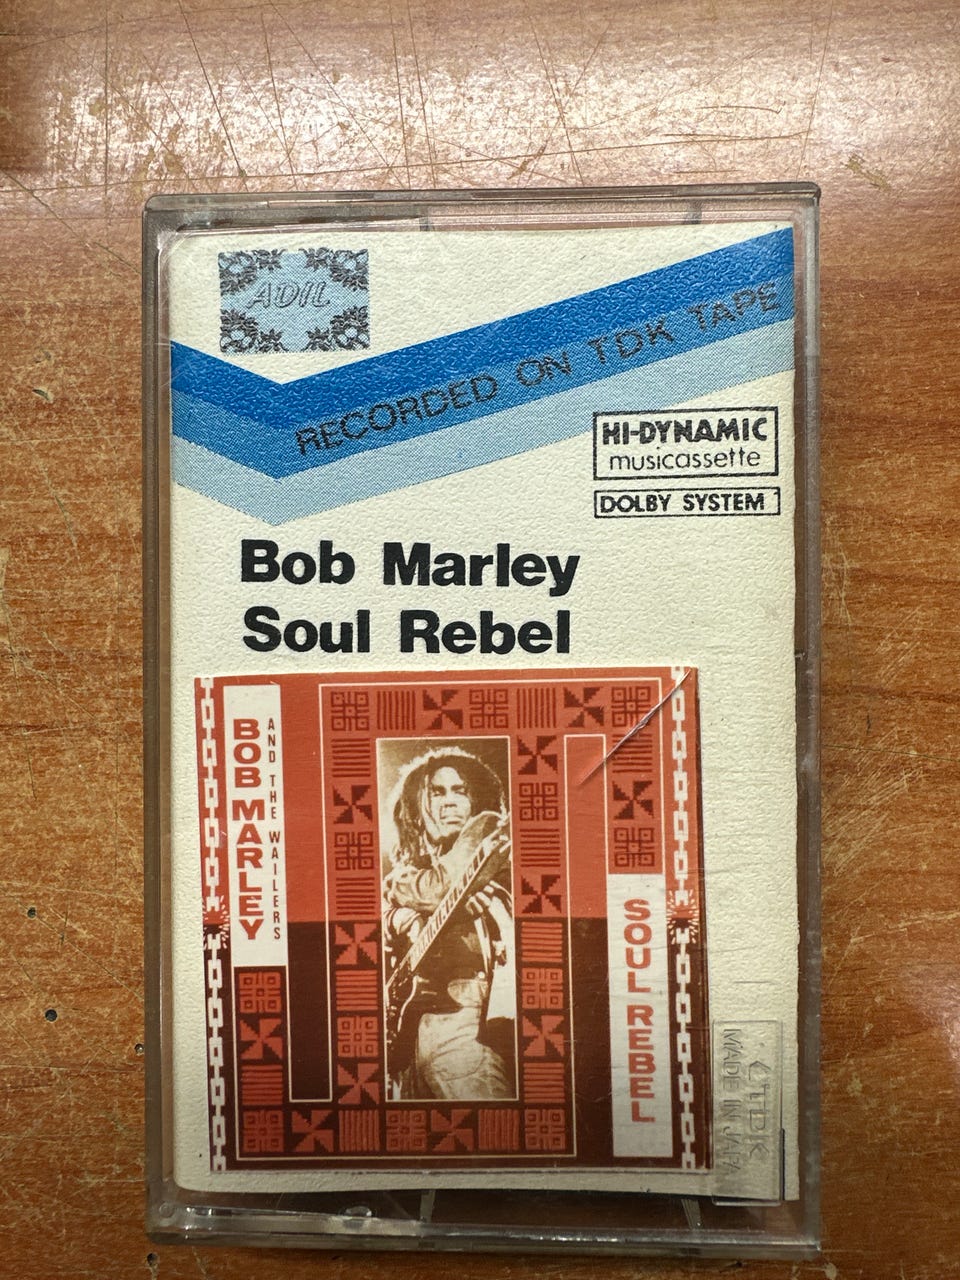 ADIL
RECORDED ON TDK TAPE
HI-DYNAMIC
musicassette
DOLBY SYSTEM
Bob Marley
Soul Rebel
BOB MARLEY
AND THE WAILERS
SOUL REBEL
TDK
MADE IN JAPA